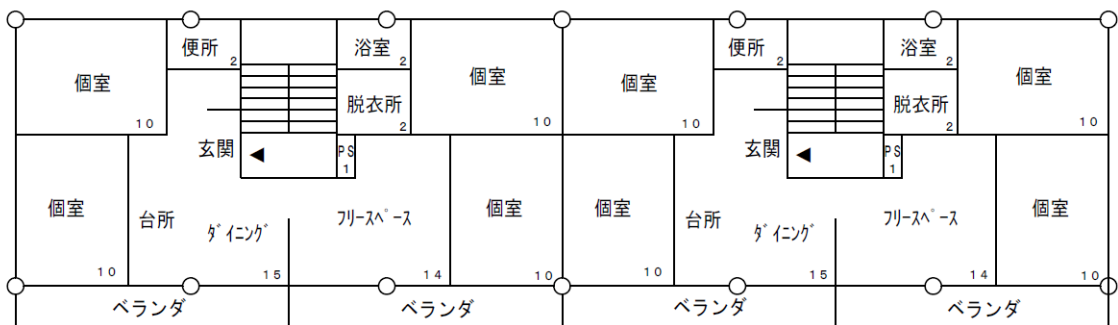 便所 2
浴室 2
個室 10
個室 10
脱衣所 2
玄関
◀
PS 1
個室 10
台所
ﾀﾞｲﾆﾝｸﾞ 15
ﾌﾘｰｽﾍﾟｰｽ 14
個室 10
ベランダ
ベランダ
便所 2
浴室 2
個室 10
個室 10
脱衣所 2
玄関
◀
PS 1
個室 10
台所
ﾀﾞｲﾆﾝｸﾞ 15
ﾌﾘｰｽﾍﾟｰｽ 14
個室 10
ベランダ
ベランダ